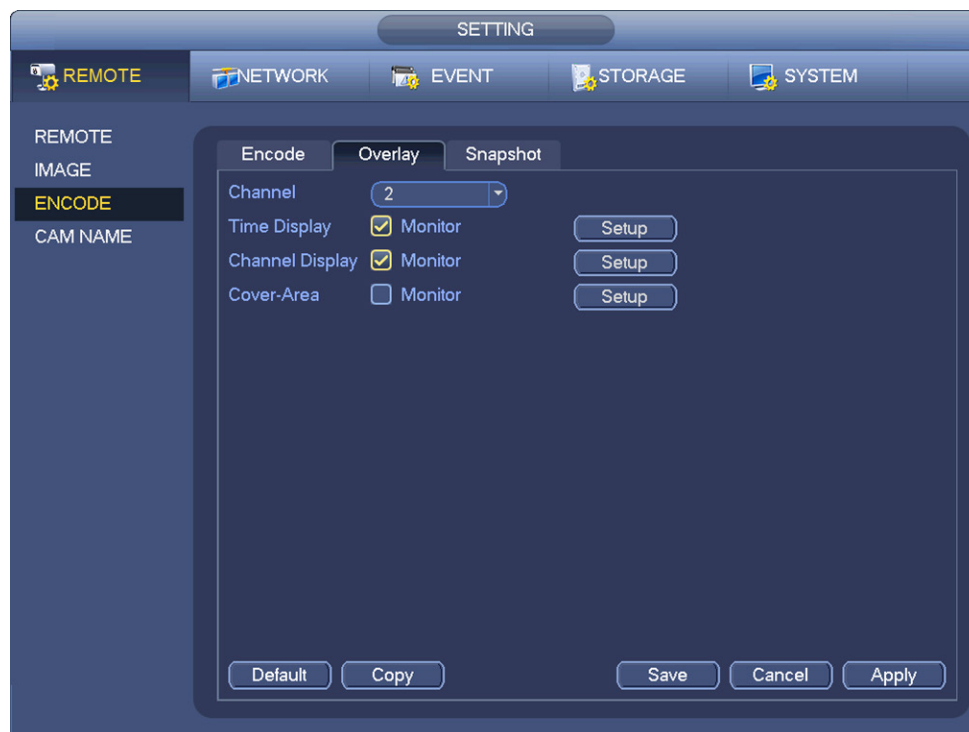 SETTING
REMOTE NETWORK EVENT STORAGE SYSTEM
REMOTE
IMAGE
ENCODE
CAM NAME
Encode Overlay Snapshot
Channel 2
Time Display Monitor Setup
Channel Display Monitor Setup
Cover-Area Monitor Setup
Default Copy Save Cancel Apply